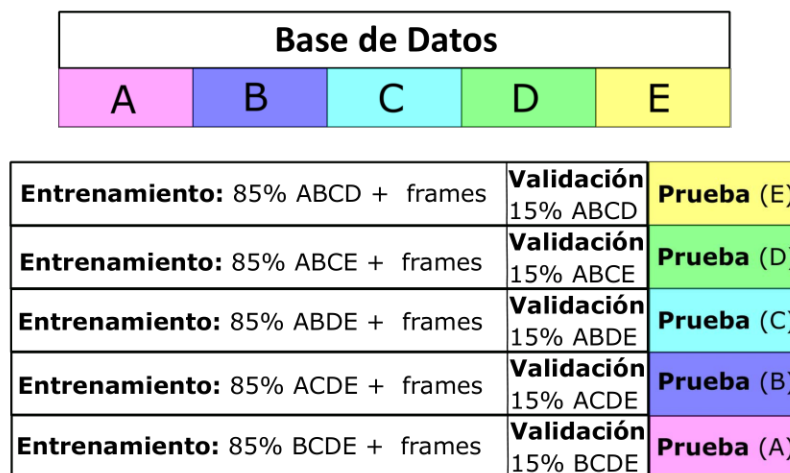 Base de Datos
A B C D E
Entrenamiento: 85% ABCD + frames Validación 15% ABCD Prueba (E)
Entrenamiento: 85% ABCE + frames Validación 15% ABCE Prueba (D)
Entrenamiento: 85% ABDE + frames Validación 15% ABDE Prueba (C)
Entrenamiento: 85% ACDE + frames Validación 15% ACDE Prueba (B)
Entrenamiento: 85% BCDE + frames Validación 15% BCDE Prueba (A)